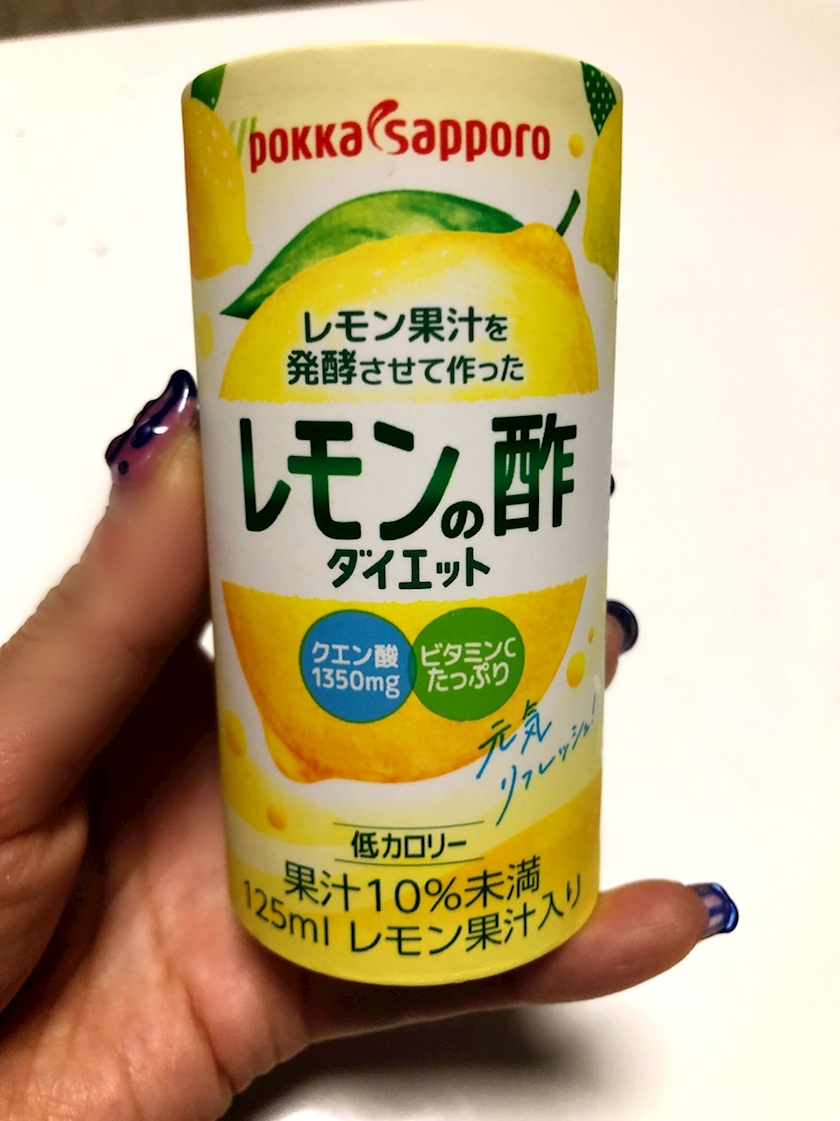 pokka sapporo
レモン果汁を
発酵させて作った
レモンの酢
ダイエット
クエン酸
1350mg
ビタミンC
たっぷり
元気
リフレッシュ!
低カロリー
果汁10%未満
125ml レモン果汁入り